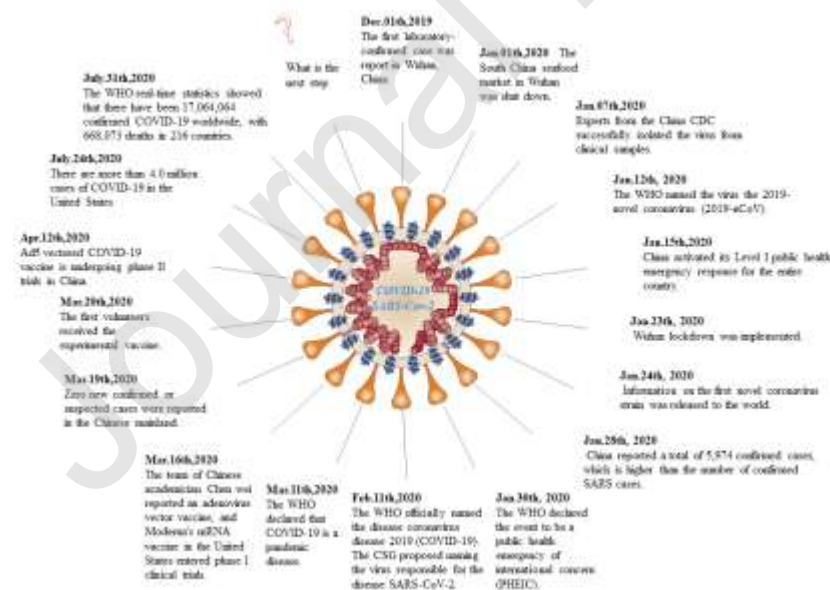 Dec.01th,2019
The first laboratory-
confirmed case was
report in Wuhan,
China.
Jan.01th,2020 The
South China seafood
market in Wuhan
was shut down.
Jan.07th,2020
Experts from the China CDC
successfully isolated the virus from
clinical samples.
Jan.12th, 2020
The WHO named the virus the 2019-
novel coronavirus (2019-nCoV)
Jan.15th,2020
China activated its Level I public health
emergency response for the entire
country.
Jan.23th, 2020
Wuhan lockdown was implemented.
Jan.24th, 2020
Information on the first novel coronavirus
strain was released to the world.
Jan.28th, 2020
China reported a total of 5,974 confirmed cases,
which is higher than the number of confirmed
SARS cases.
Jan.30th, 2020
The WHO declared
the event to be a
public health
emergency of
international concern
(PHEIC).
Feb.11th,2020
The WHO officially named
the disease coronavirus
disease 2019 (COVID-19).
The CSG proposed naming
the virus responsible for the
disease SARS-CoV-2.
Mar.11th,2020
The WHO
declared that
COVID-19 is a
pandemic
disease.
Mar.16th,2020
The team of Chinese
academician Chen wei
reported an adenovirus
vector vaccine, and
Moderna's mRNA
vaccine in the United
States entered phase I
clinical trials.
Mar.19th,2020
Zero new confirmed or
suspected cases were reported
in the Chinese mainland.
Mar.20th,2020
The first volunteers
received the
experimental vaccine.
Apr.12th,2020
Ad5 vectored COVID-19
vaccine is undergoing phase II
trials in China.
July.24th,2020
There are more than 4.0 million
cases of COVID-19 in the
United States
July.31th,2020
The WHO real-time statistics showed
that there have been 17,064,064
confirmed COVID-19 worldwide, with
668,073 deaths in 216 countries.
What is the
next step
COVID-19
SARS-Cov-2
Journal